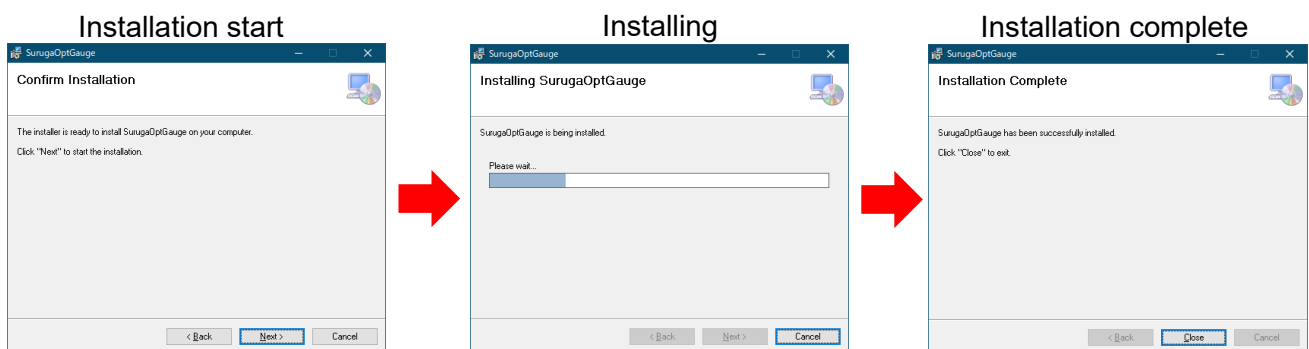 Installation start
SurugaOptGauge
Confirm Installation
The installer is ready to install SurugaOptGauge on your computer.
Click "Next" to start the installation.
< Back
Next >
Cancel
Installing
SurugaOptGauge
Installing SurugaOptGauge
SurugaOptGauge is being installed.
Please wait...
< Back
Next >
Cancel
Installation complete
SurugaOptGauge
Installation Complete
SurugaOptGauge has been successfully installed.
Click "Close" to exit.
< Back
Close
Cancel